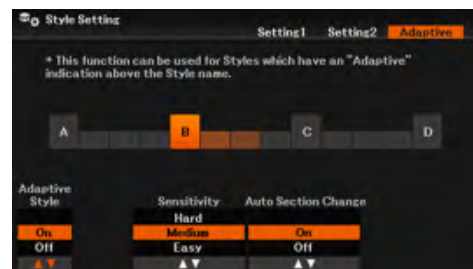 Style Setting
Setting1 Setting2 Adaptive
* This function can be used for Styles which have an "Adaptive"
indication above the Style name.
A B C D
Adaptive
Style Sensitivity Auto Section Change
Hard
On Medium On
Off Easy Off